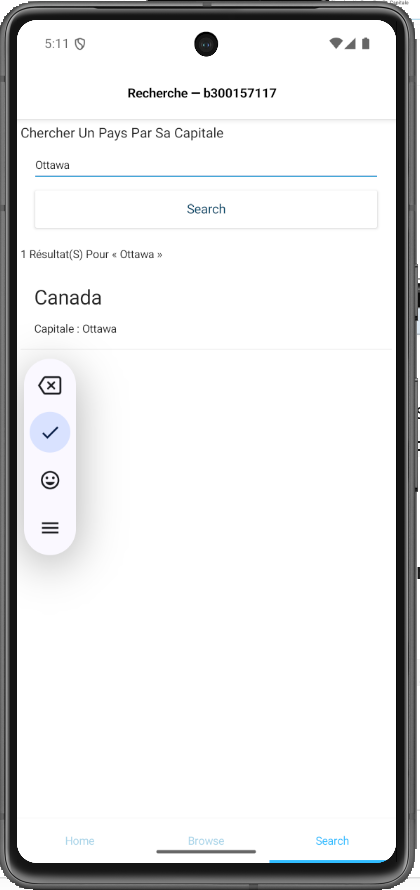 5:11
Recherche — b300157117
Chercher Un Pays Par Sa Capitale
Ottawa
Search
1 Résultat(S) Pour « Ottawa »
Canada
Capitale : Ottawa
Home Browse Search